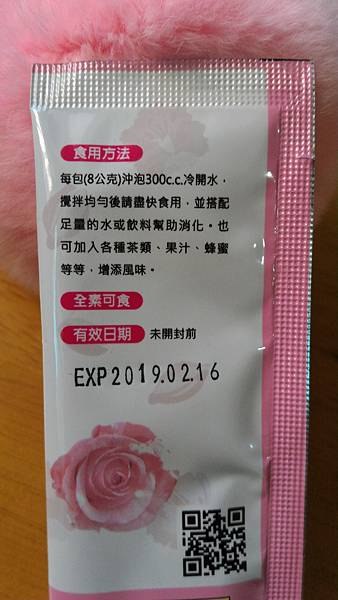 食用方法
每包(8公克)沖泡300c.c.冷開水，
攪拌均勻後請盡快食用，並搭配
足量的水或飲料幫助消化。也
可加入各種茶類、果汁、蜂蜜
等等，增添風味。
全素可食
有效日期 未開封前
EXP2019.02.16